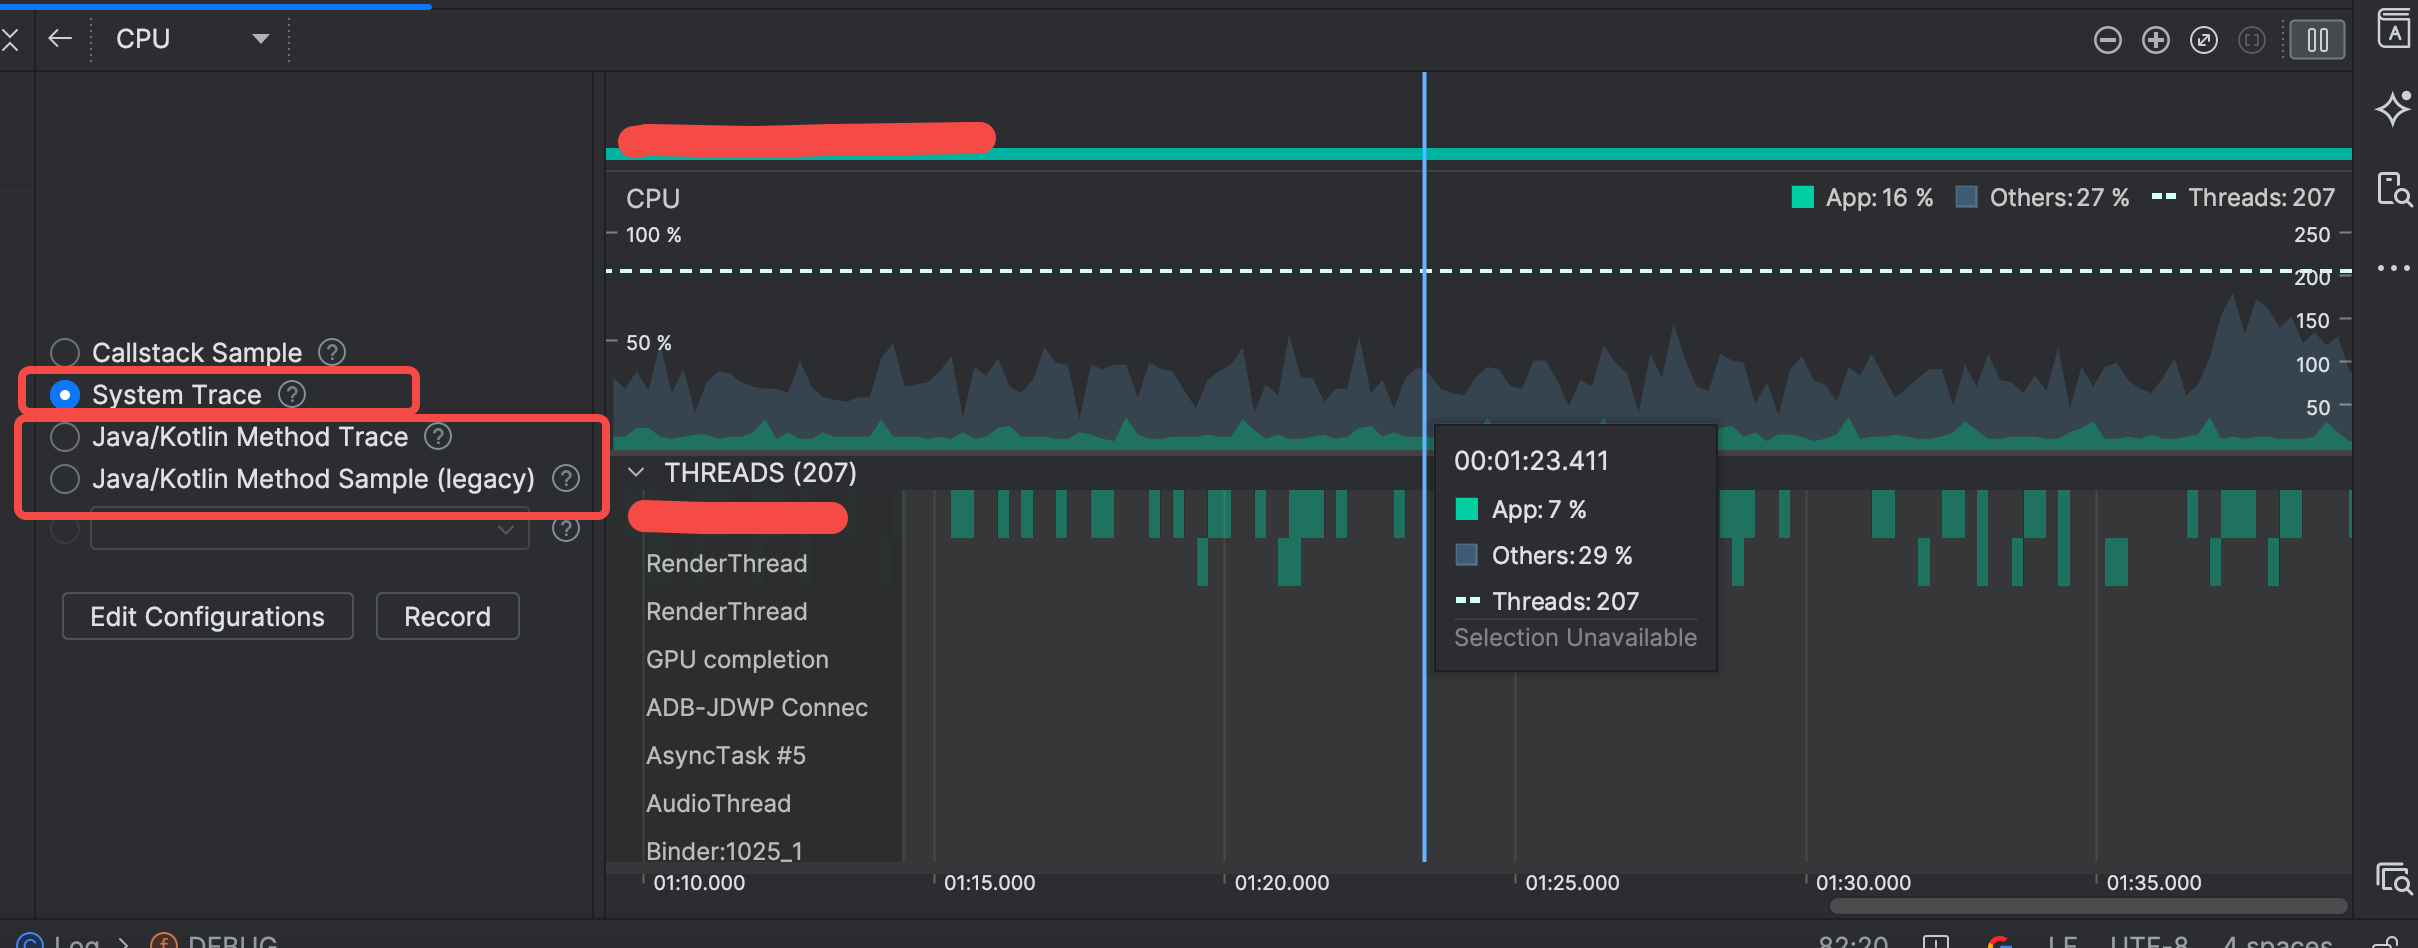 CPU
A
CPU
App: 16 %
Others: 27 %
Threads: 207
100 %
250
200
50 %
150
100
50
Callstack Sample ?
System Trace ?
Java/Kotlin Method Trace ?
Java/Kotlin Method Sample (legacy) ?
?
Edit Configurations
Record
THREADS (207)
RenderThread
RenderThread
GPU completion
ADB-JDWP Connec
AsyncTask #5
AudioThread
Binder:1025_1
00:01:23.411
App: 7 %
Others: 29 %
Threads: 207
Selection Unavailable
01:10.000
01:15.000
01:20.000
01:25.000
01:30.000
01:35.000
Log
DEBUG
82:20
LF
UTF-8
4 spaces